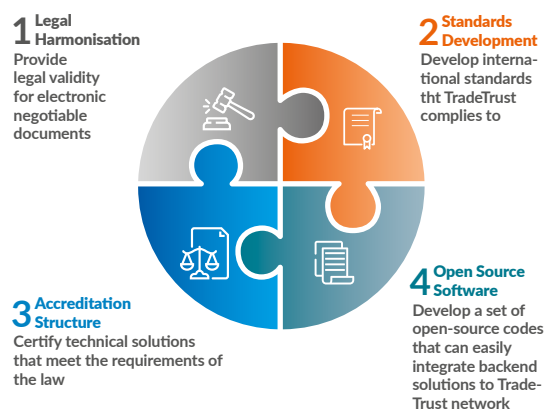 1 Legal
Harmonisation
Provide
legal validity
for electronic
negotiable
documents
2 Standards
Development
Develop interna-
tional standards
tht TradeTrust
complies to
3 Accreditation
Structure
Certify technical solutions
that meet the requirements of
the law
4 Open Source
Software
Develop a set of
open-source codes
that can easily
integrate backend
solutions to Trade-
Trust network